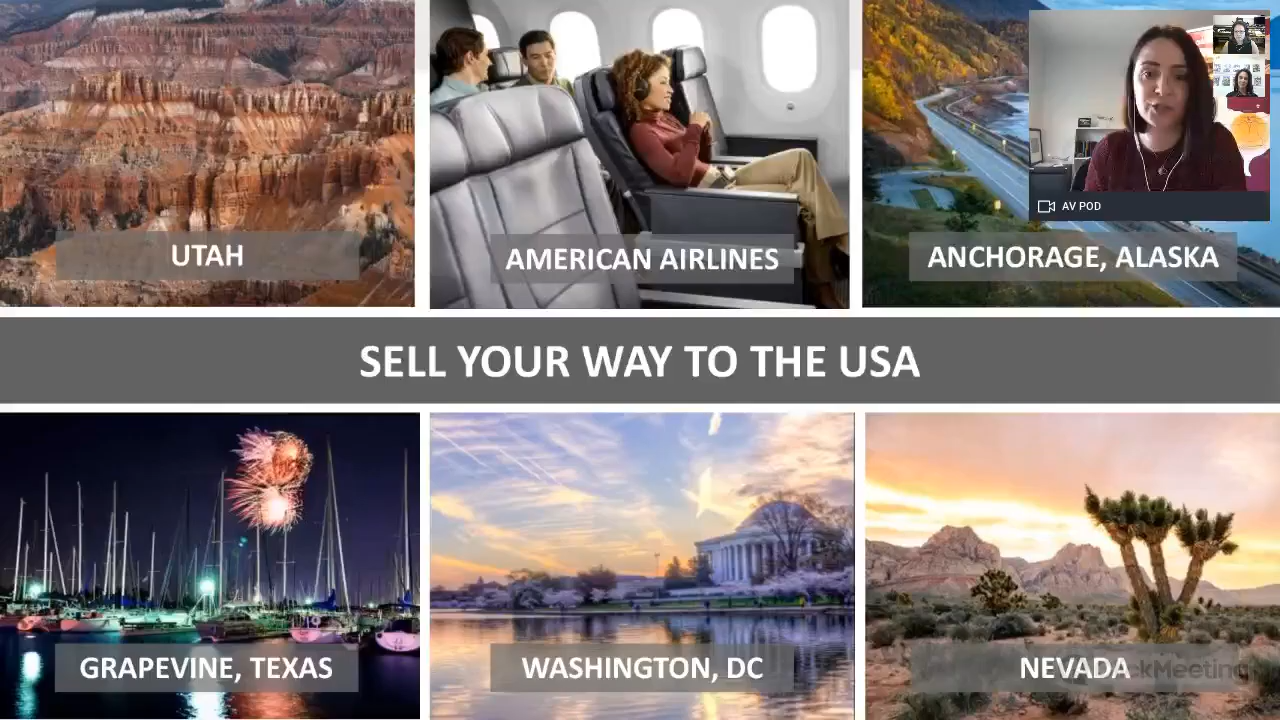 AV POD
UTAH
AMERICAN AIRLINES
ANCHORAGE, ALASKA
SELL YOUR WAY TO THE USA
GRAPEVINE, TEXAS
WASHINGTON, DC
NEVADA